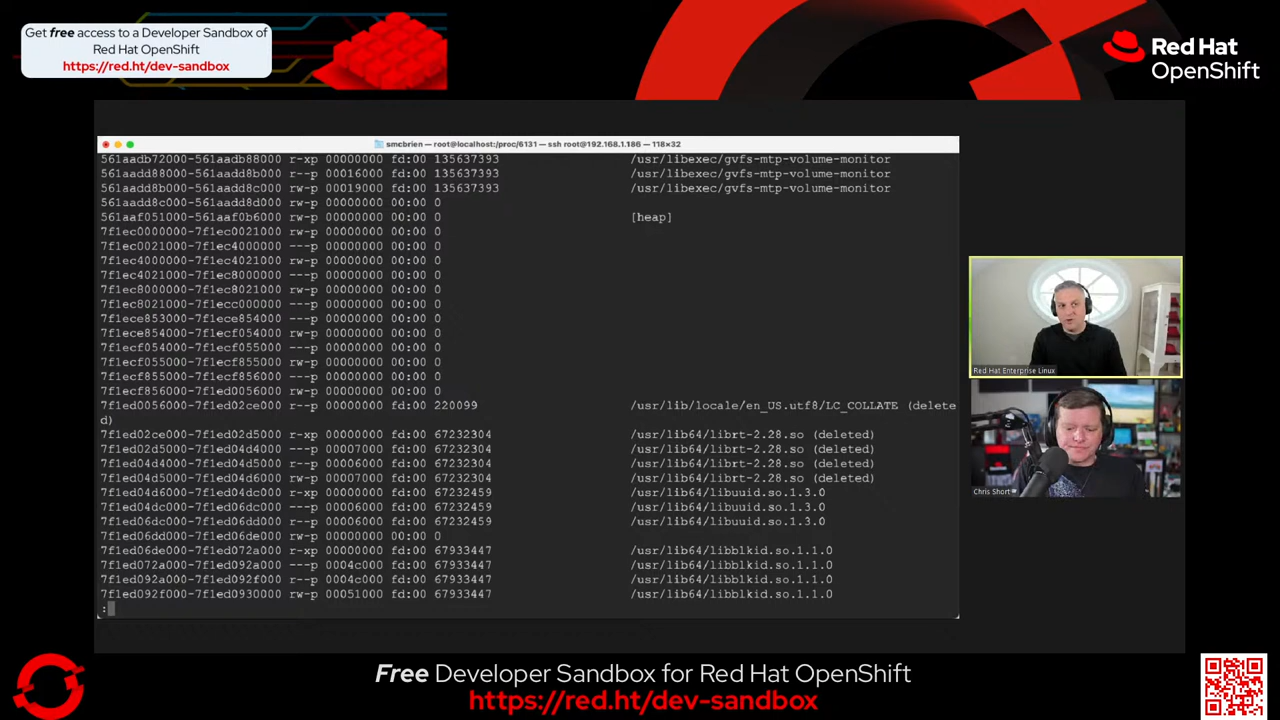 Get free access to a Developer Sandbox of
Red Hat OpenShift
https://red.ht/dev-sandbox
Red Hat
OpenShift
smcbrien — root@localhost:/proc/6131 — ssh root@192.168.1.186 — 118×32
561aadb72000-561aadb88000 r-xp 00000000 fd:00 135637393 /usr/libexec/gvfs-mtp-volume-monitor
561aadd88000-561aadd8b000 r--p 00016000 fd:00 135637393 /usr/libexec/gvfs-mtp-volume-monitor
561aadd8b000-561aadd8c000 rw-p 00019000 fd:00 135637393 /usr/libexec/gvfs-mtp-volume-monitor
561aadd8c000-561aadd8d000 rw-p 00000000 00:00 0
561aaf051000-561aaf0b6000 rw-p 00000000 00:00 0 [heap]
7f1ec0000000-7f1ec0021000 rw-p 00000000 00:00 0
7f1ec0021000-7f1ec4000000 ---p 00000000 00:00 0
7f1ec4000000-7f1ec4021000 rw-p 00000000 00:00 0
7f1ec4021000-7f1ec8000000 ---p 00000000 00:00 0
7f1ec8000000-7f1ec8021000 rw-p 00000000 00:00 0
7f1ec8021000-7f1ecc000000 ---p 00000000 00:00 0
7f1ece853000-7f1ece854000 ---p 00000000 00:00 0
7f1ece854000-7f1ecf054000 rw-p 00000000 00:00 0
7f1ecf054000-7f1ecf055000 ---p 00000000 00:00 0
7f1ecf055000-7f1ecf855000 rw-p 00000000 00:00 0
7f1ecf855000-7f1ecf856000 ---p 00000000 00:00 0
7f1ecf856000-7f1ed0056000 rw-p 00000000 00:00 0
7f1ed0056000-7f1ed02ce000 r--p 00000000 fd:00 220099 /usr/lib/locale/en_US.utf8/LC_COLLATE (delete
d)
7f1ed02ce000-7f1ed02d5000 r-xp 00000000 fd:00 67232304 /usr/lib64/librt-2.28.so (deleted)
7f1ed02d5000-7f1ed04d4000 ---p 00007000 fd:00 67232304 /usr/lib64/librt-2.28.so (deleted)
7f1ed04d4000-7f1ed04d5000 r--p 00006000 fd:00 67232304 /usr/lib64/librt-2.28.so (deleted)
7f1ed04d5000-7f1ed04d6000 rw-p 00007000 fd:00 67232304 /usr/lib64/librt-2.28.so (deleted)
7f1ed04d6000-7f1ed04dc000 r-xp 00000000 fd:00 67232459 /usr/lib64/libuuid.so.1.3.0
7f1ed04dc000-7f1ed06dc000 ---p 00006000 fd:00 67232459 /usr/lib64/libuuid.so.1.3.0
7f1ed06dc000-7f1ed06dd000 r--p 00006000 fd:00 67232459 /usr/lib64/libuuid.so.1.3.0
7f1ed06dd000-7f1ed06de000 rw-p 00000000 00:00 0
7f1ed06de000-7f1ed072a000 r-xp 00000000 fd:00 67933447 /usr/lib64/libblkid.so.1.1.0
7f1ed072a000-7f1ed092a000 ---p 0004c000 fd:00 67933447 /usr/lib64/libblkid.so.1.1.0
7f1ed092a000-7f1ed092f000 r--p 0004c000 fd:00 67933447 /usr/lib64/libblkid.so.1.1.0
7f1ed092f000-7f1ed0930000 rw-p 00051000 fd:00 67933447 /usr/lib64/libblkid.so.1.1.0
:
Red Hat Enterprise Linux
Chris Short
Free Developer Sandbox for Red Hat OpenShift
https://red.ht/dev-sandbox